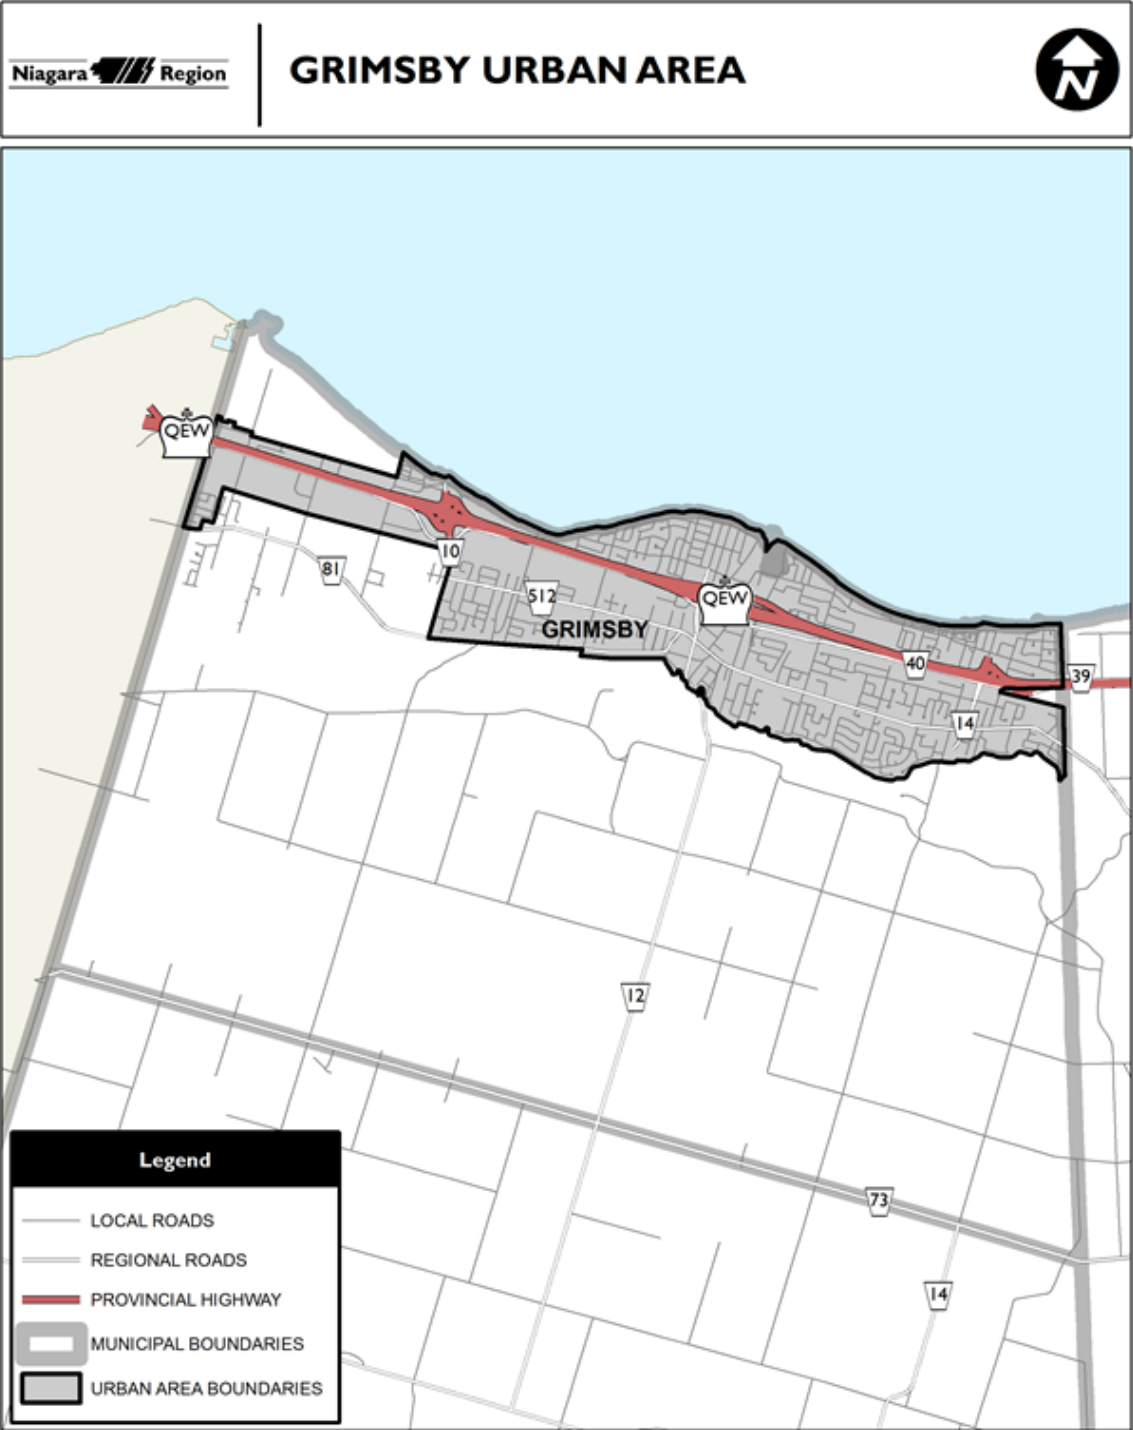 Niagara Region
GRIMSBY URBAN AREA
N
QEW
10
81
512
QEW
GRIMSBY
40
39
14
12
73
14
Legend
LOCAL ROADS
REGIONAL ROADS
PROVINCIAL HIGHWAY
MUNICIPAL BOUNDARIES
URBAN AREA BOUNDARIES